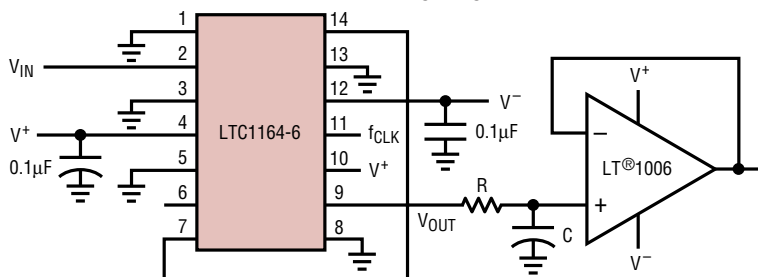 1
14
V_IN
2
13
3
12
V⁻
V⁺
4
LTC1164-6
11
f_CLK
0.1µF
0.1µF
5
10
V⁺
6
9
V_OUT
7
8
R
C
V⁺
−
LT®1006
+
V⁻